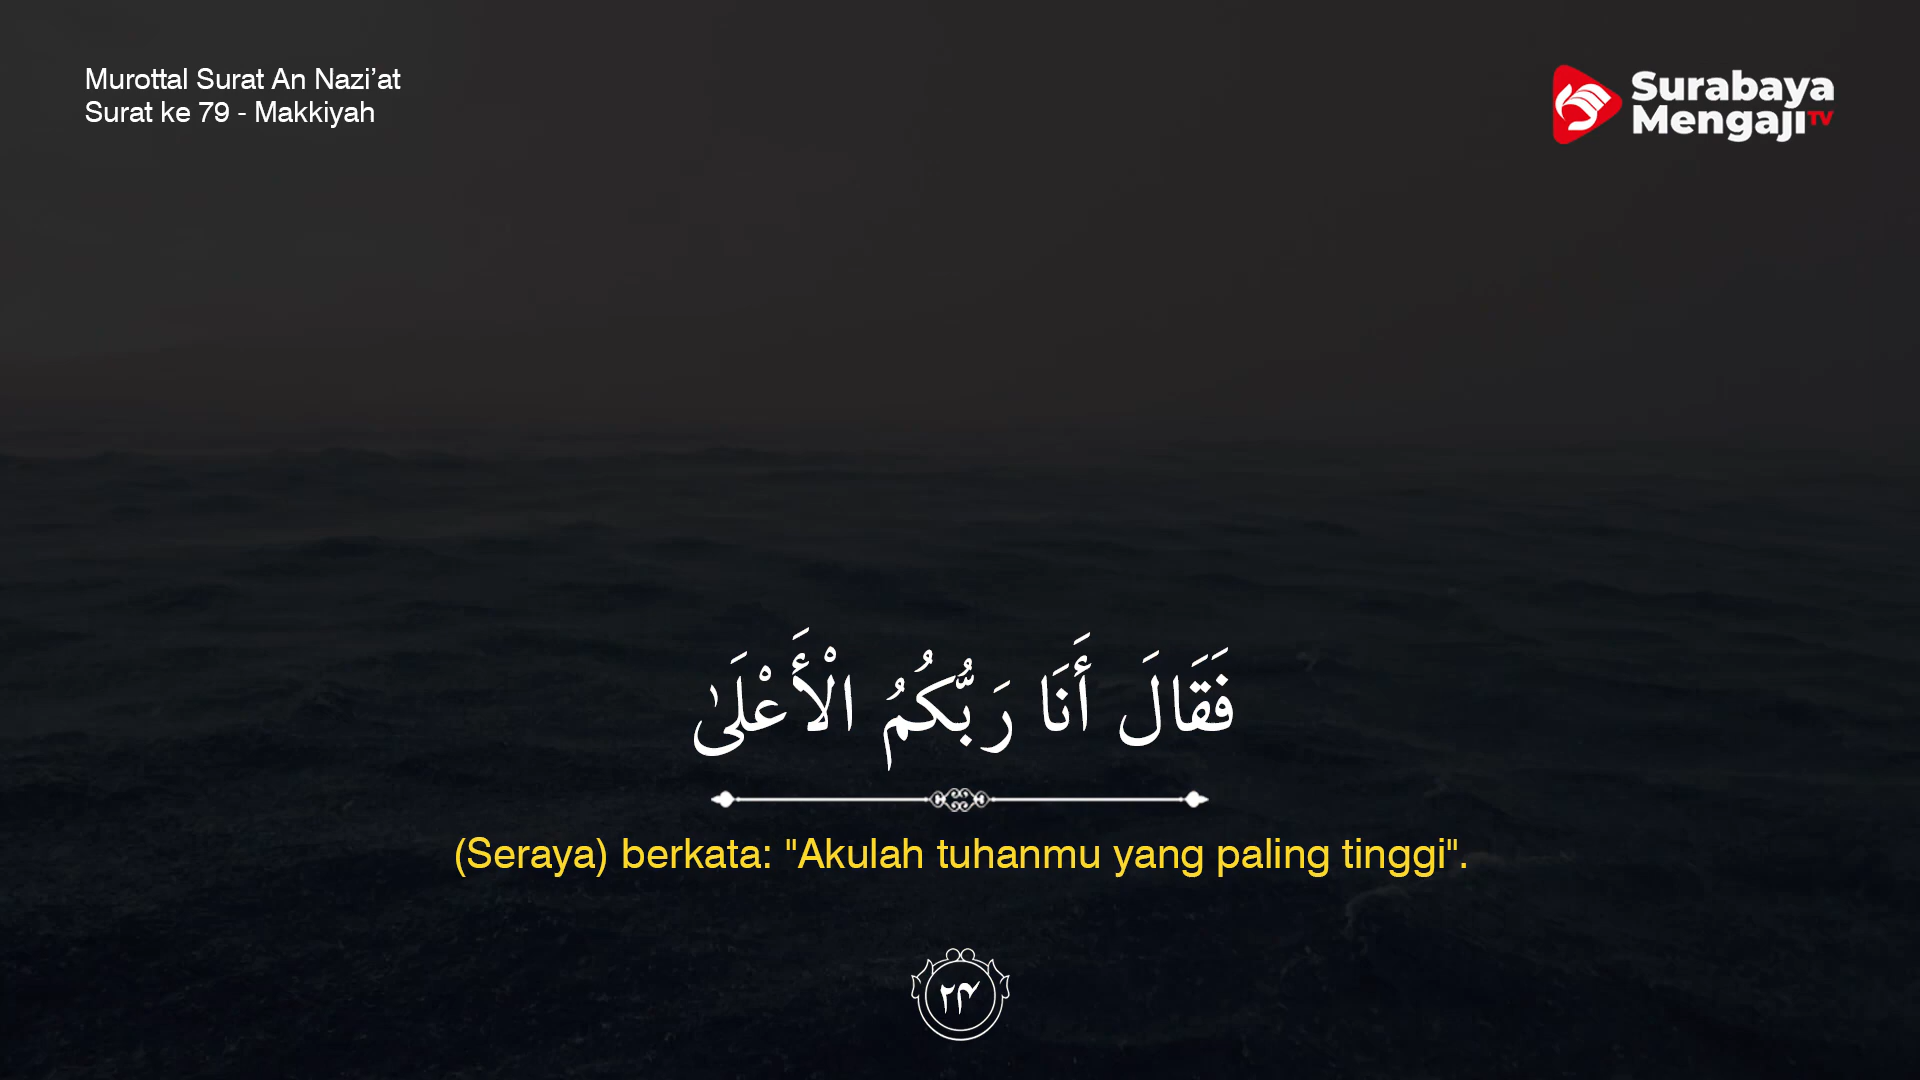 Murottal Surat An Nazi’at
Surat ke 79 - Makkiyah
Surabaya
MengajiTV
فَقَالَ أَنَا رَبُّكُمُ الْأَعْلَىٰ
(Seraya) berkata: "Akulah tuhanmu yang paling tinggi".
۲۴